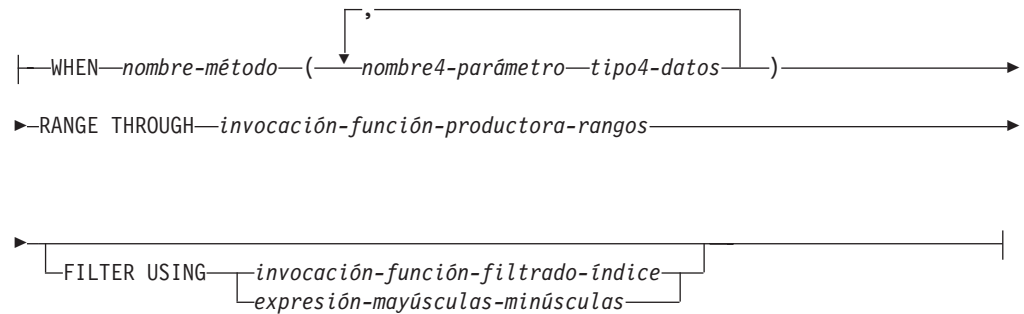 ,
WHEN nombre-método ( nombre4-parámetro tipo4-datos )
RANGE THROUGH invocación-función-productora-rangos
FILTER USING invocación-función-filtrado-índice
expresión-mayúsculas-minúsculas